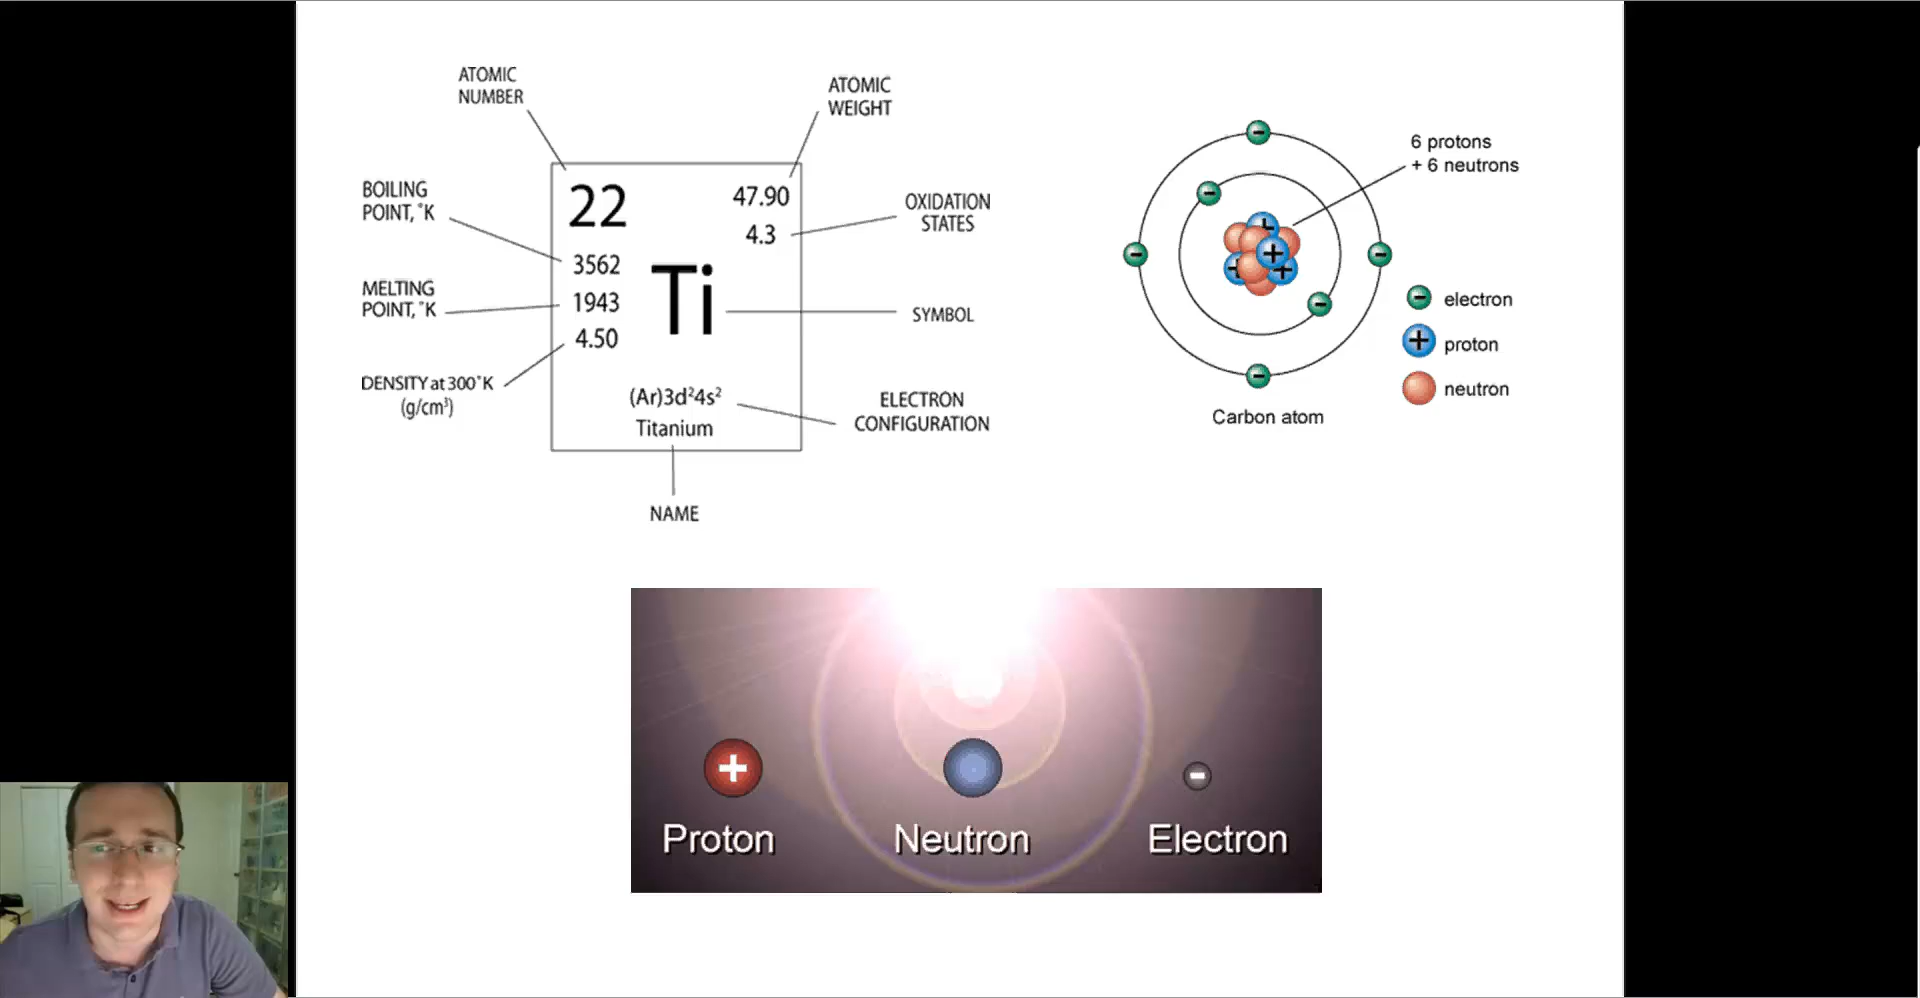 ATOMIC
NUMBER
ATOMIC
WEIGHT
BOILING
POINT, °K
MELTING
POINT, °K
DENSITY at 300°K
(g/cm³)
22
47.90
4.3
3562
1943
4.50
Ti
(Ar)3d²4s²
Titanium
OXIDATION
STATES
SYMBOL
ELECTRON
CONFIGURATION
NAME
6 protons
+ 6 neutrons
electron
proton
neutron
Carbon atom
Proton
Neutron
Electron